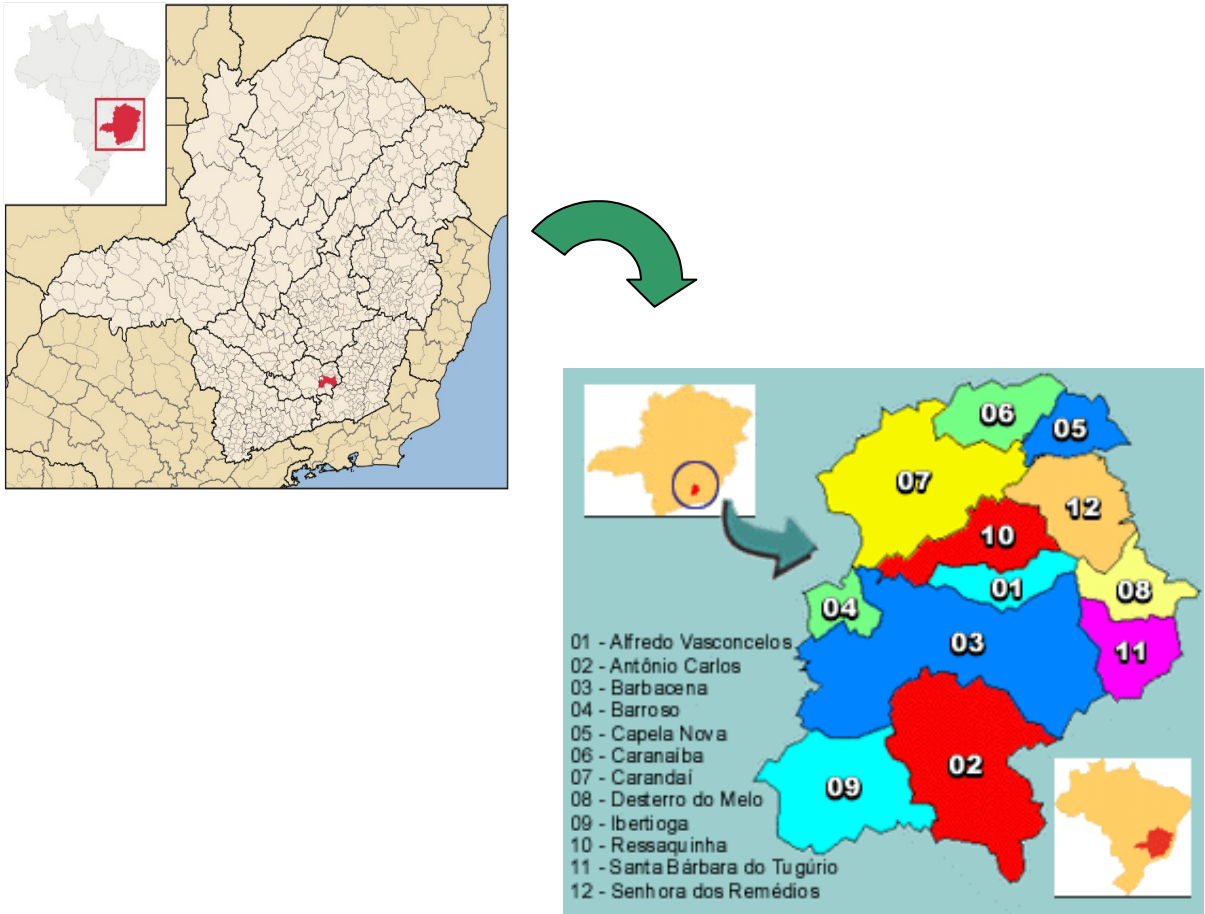 06
05
07
12
10
01
08
04
03
11
02
09
01 - Alfredo Vasconcelos
02 - Antônio Carlos
03 - Barbacena
04 - Barroso
05 - Capela Nova
06 - Caranaíba
07 - Carandaí
08 - Desterro do Melo
09 - Ibertioga
10 - Ressaquinha
11 - Santa Bárbara do Tugúrio
12 - Senhora dos Remédios